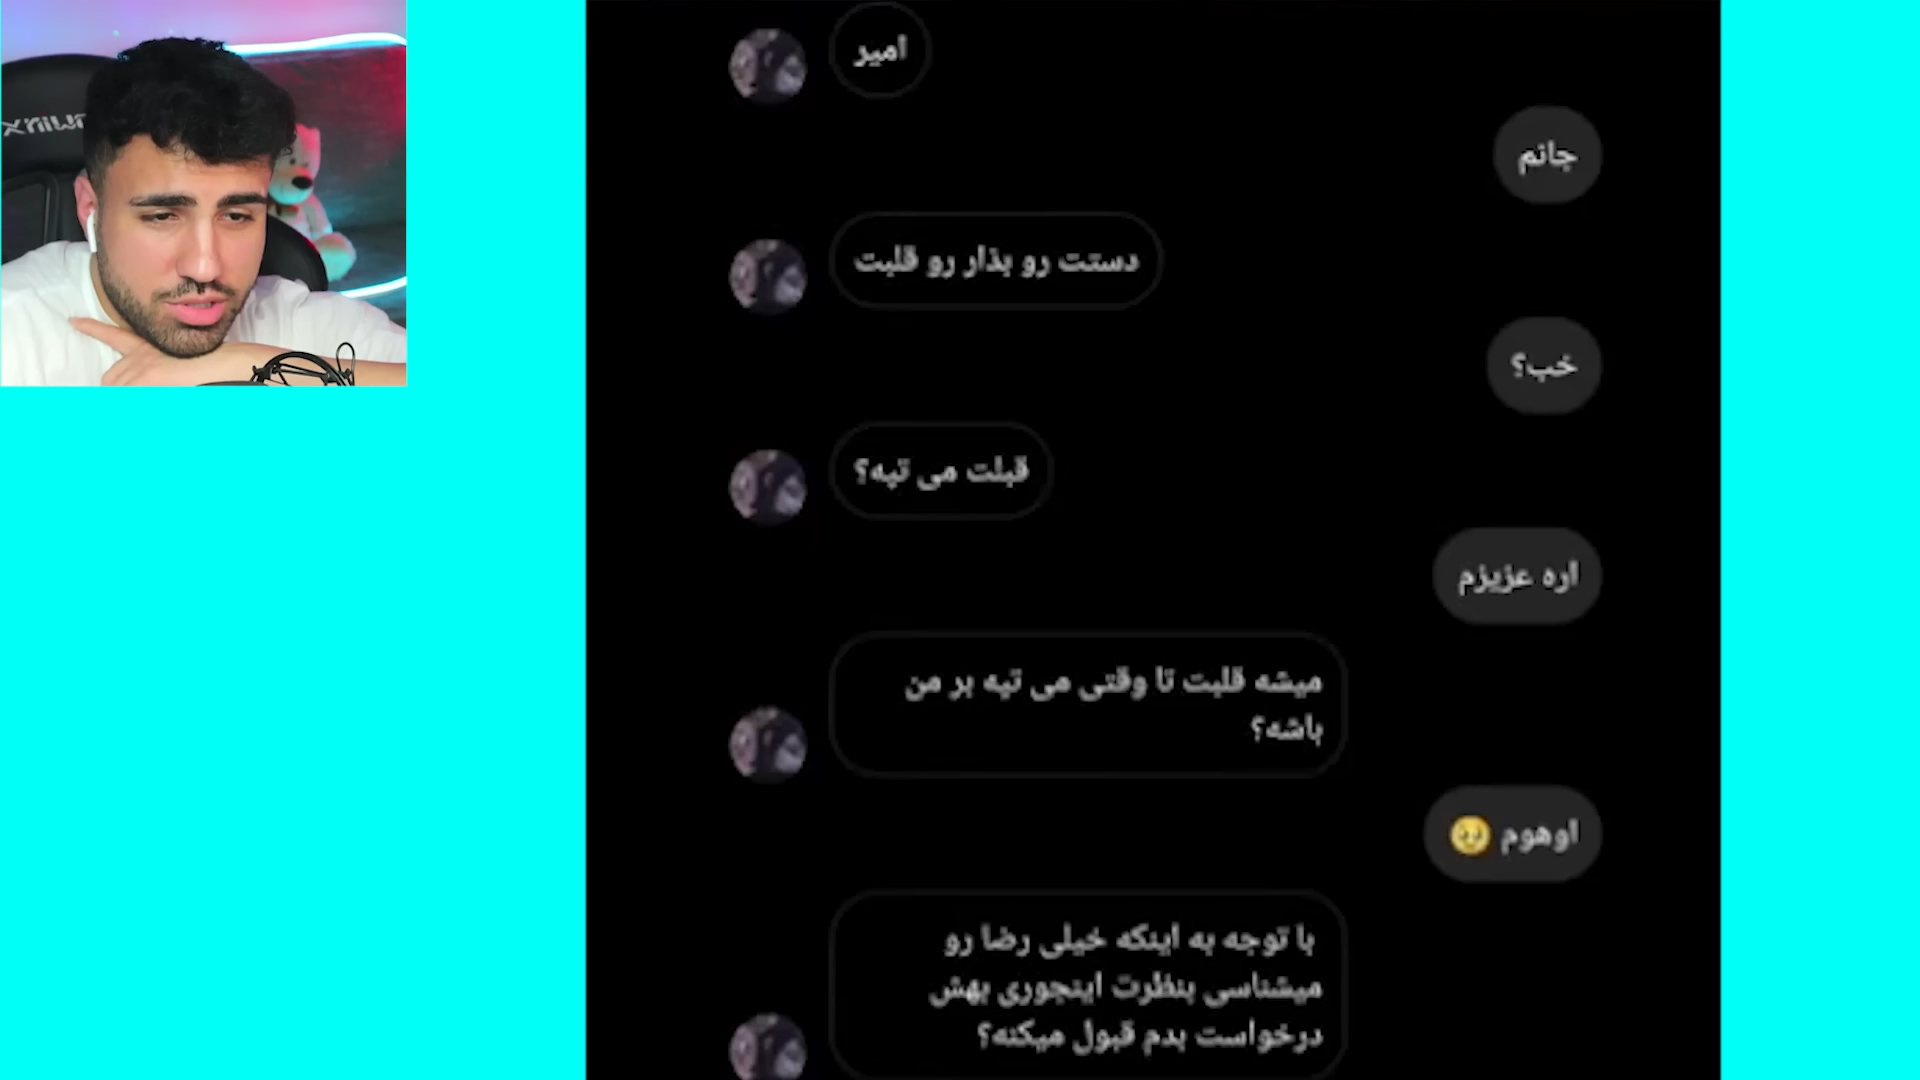 امیر
جانم
دستت رو بذار رو قلبت
خب؟
قبلت می تپه؟
اره عزیزم
میشه قلبت تا وقتی می تپه بر من
باشه؟
اوهوم 🥹
با توجه به اینکه خیلی رضا رو
میشناسی بنظرت اینجوری بهش
درخواست بدم قبول میکنه؟